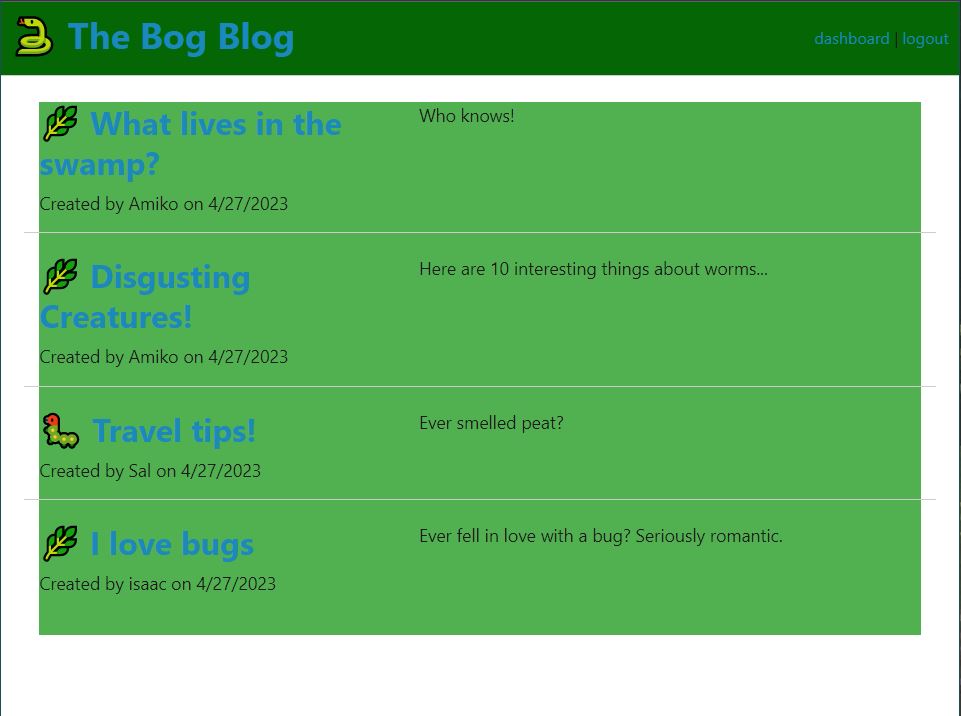 The Bog Blog
dashboard | logout
What lives in the
swamp?
Who knows!
Created by Amiko on 4/27/2023
Disgusting
Creatures!
Here are 10 interesting things about worms...
Created by Amiko on 4/27/2023
Travel tips!
Ever smelled peat?
Created by Sal on 4/27/2023
I love bugs
Ever fell in love with a bug? Seriously romantic.
Created by isaac on 4/27/2023